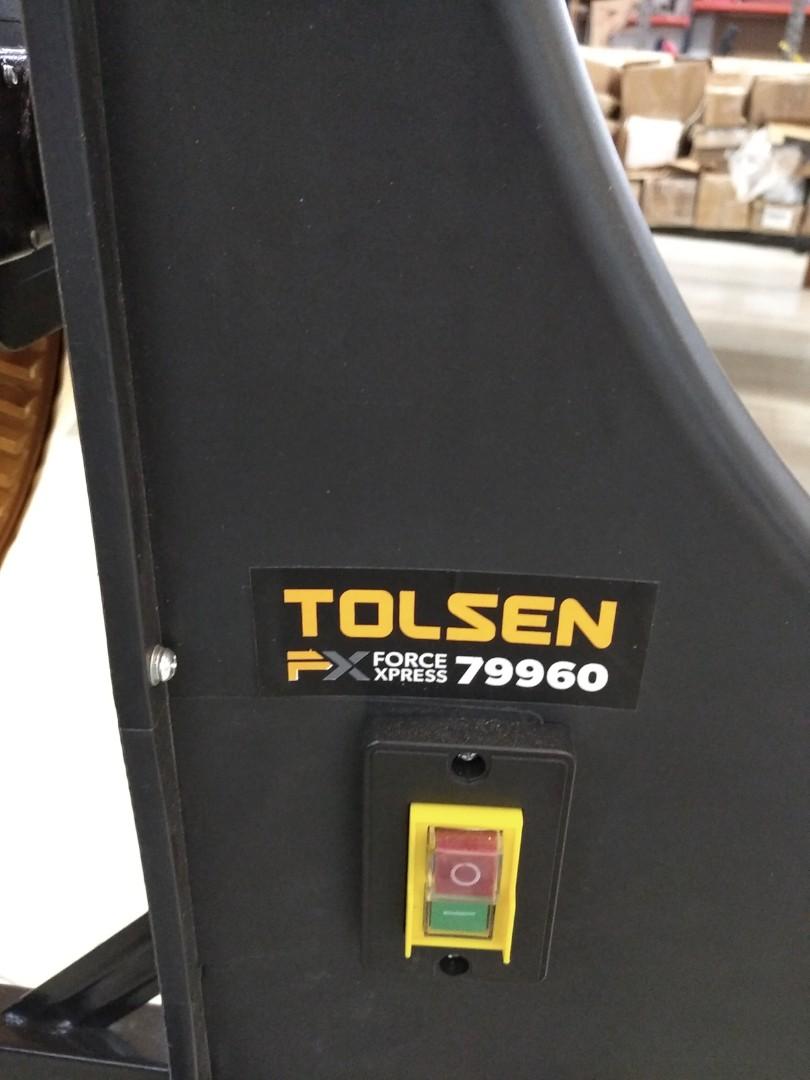 TOLSEN
FX FORCE XPRESS 79960
O